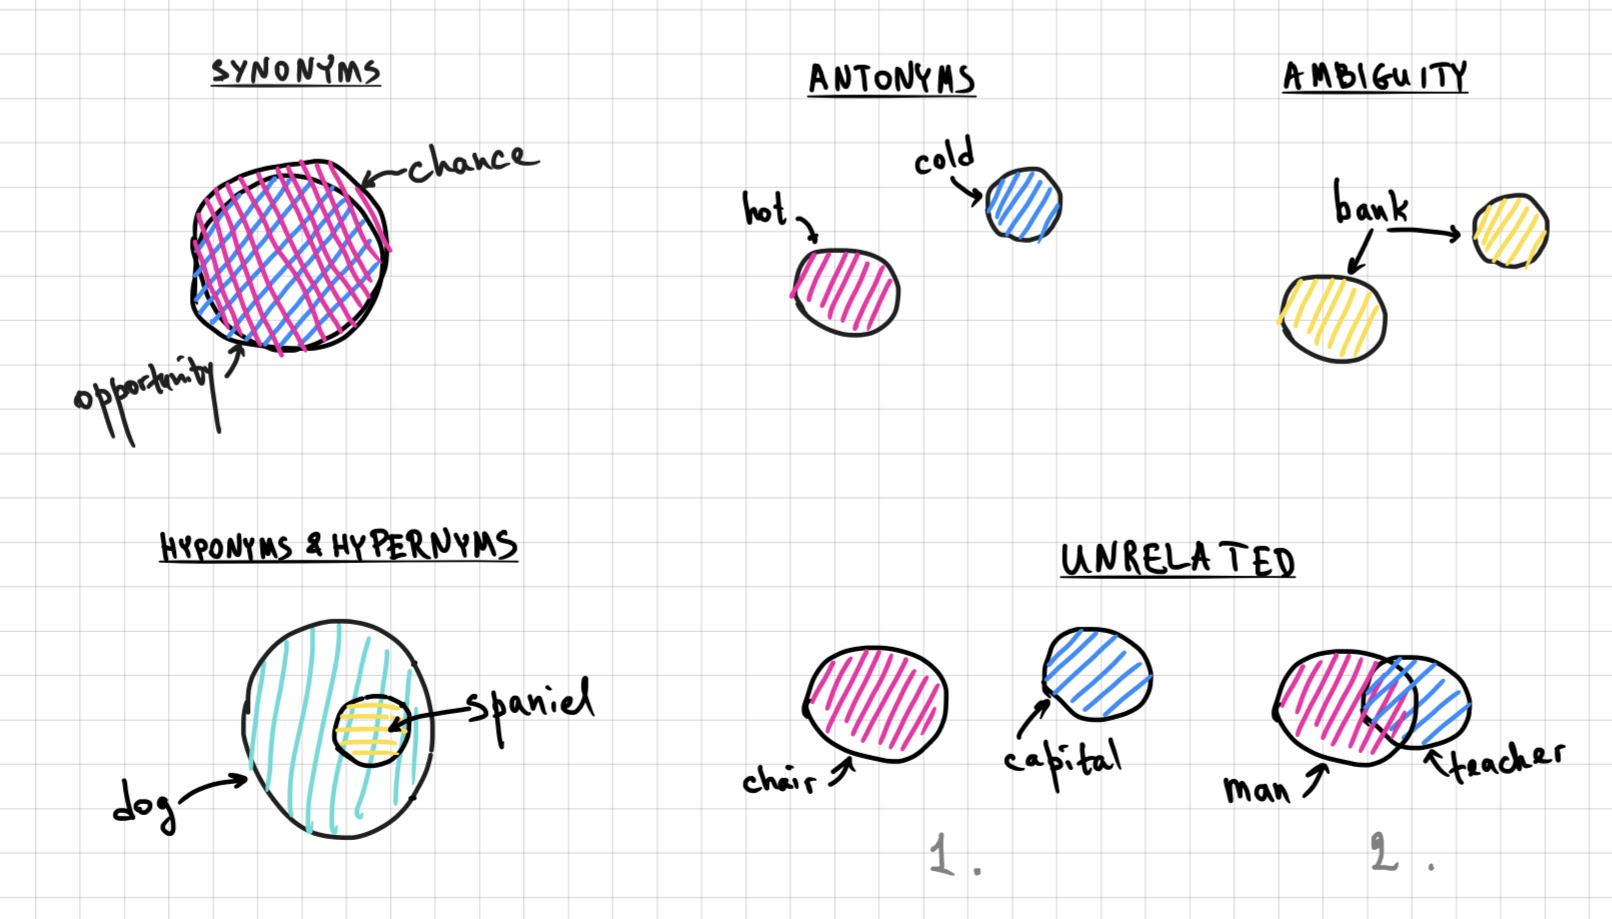 SYNONYMS
chance
opportunity
ANTONYMS
cold
hot
AMBIGUITY
bank
HYPONYMS & HYPERNYMS
spaniel
dog
UNRELATED
chair
capital
man
teacher
1.
2.